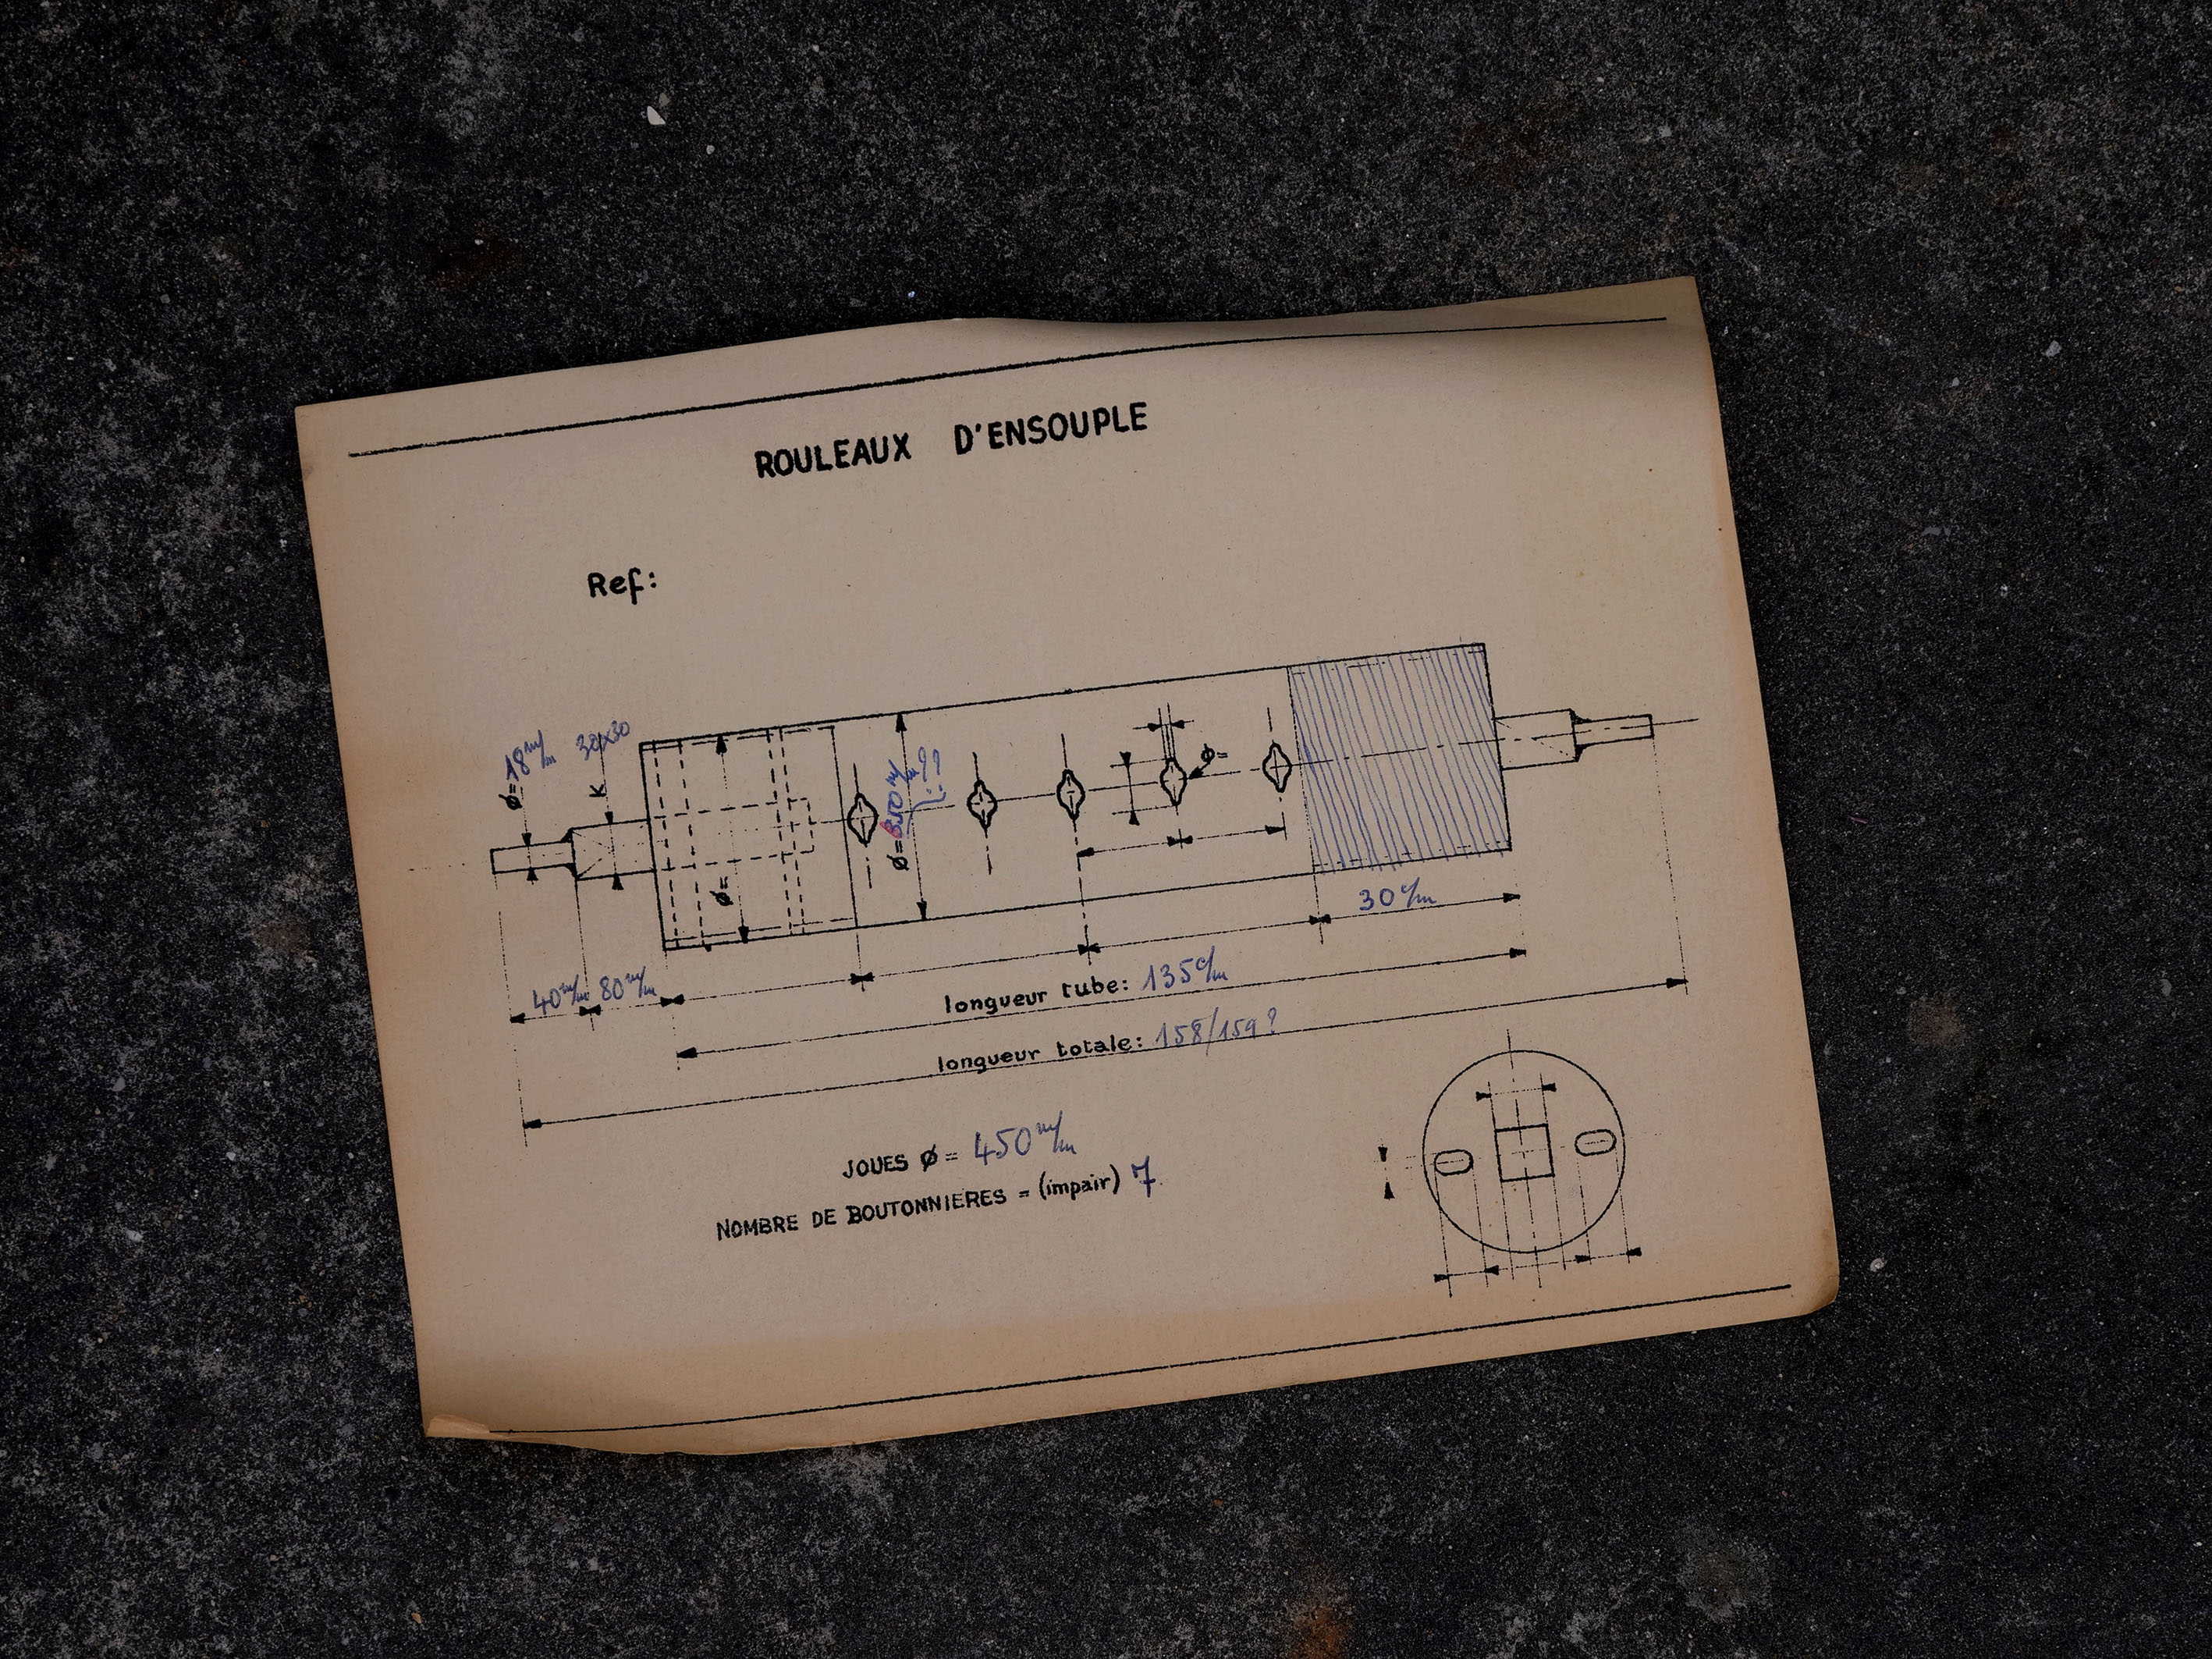 ROULEAUX D'ENSOUPLE
Ref:
ø=18 m/m
30x30
K
ø=
ø=350 m/m ??
ø=
30 c/m
40 m/m 80 m/m
longueur tube: 135 c/m
longueur totale: 158/159?
JOUES ø = 450 m/m
NOMBRE DE BOUTONNIERES = (impair) 7